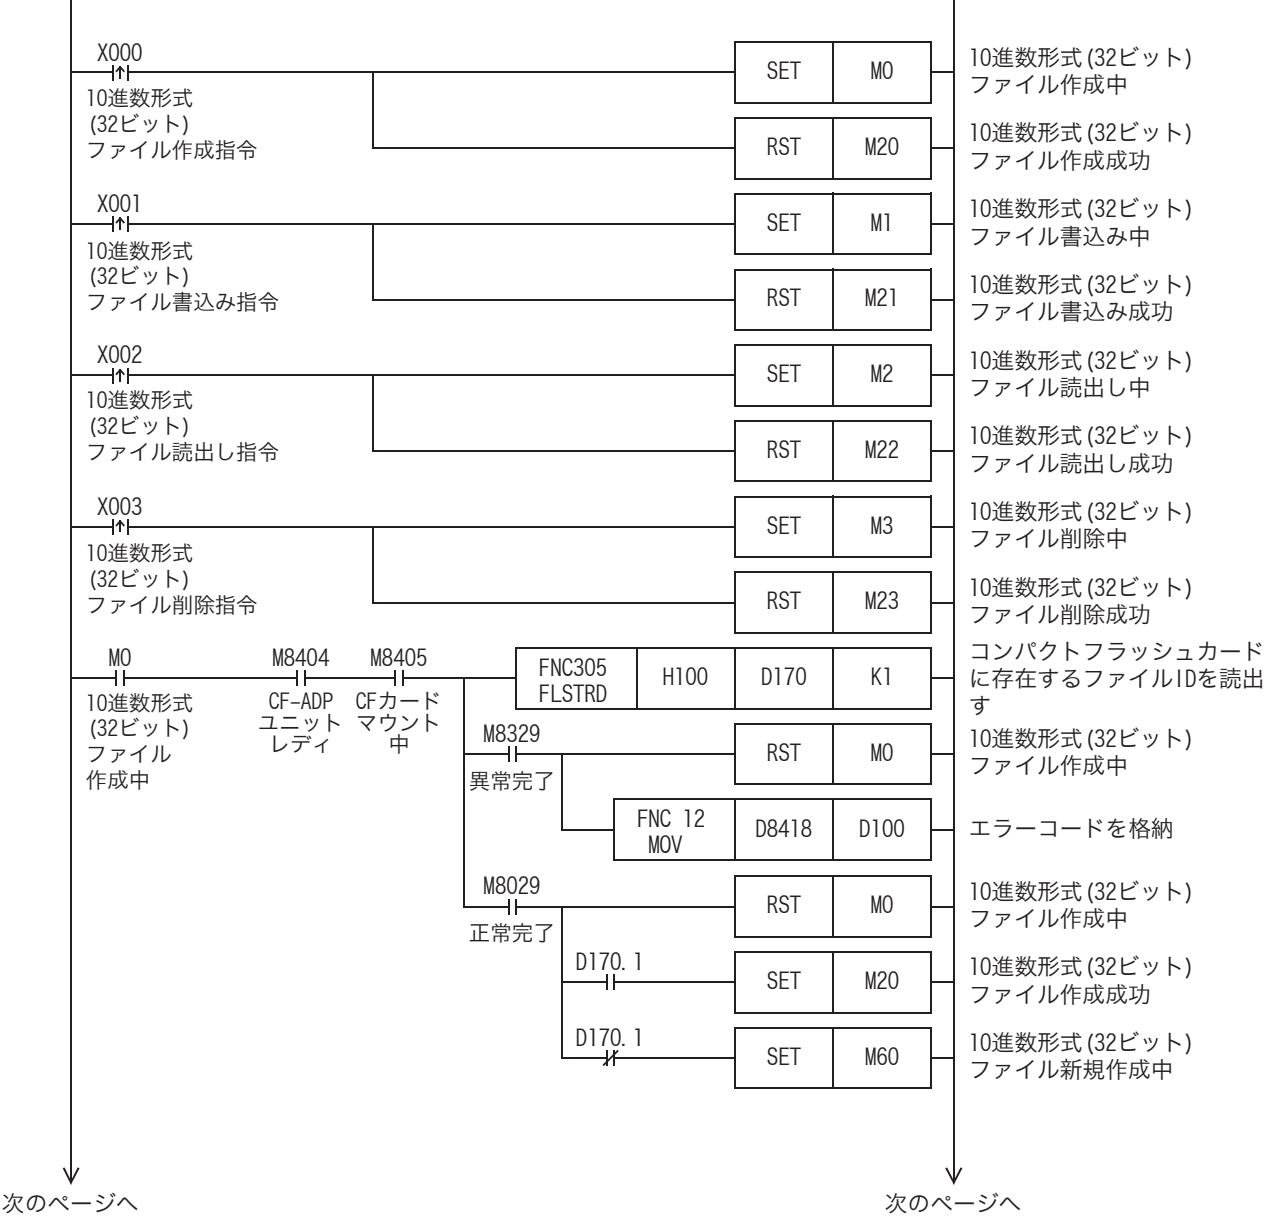 X000
SET M0
10進数形式 (32ビット)
ファイル作成中
10進数形式
(32ビット)
ファイル作成指令
RST M20
10進数形式 (32ビット)
ファイル作成成功
X001
SET M1
10進数形式 (32ビット)
ファイル書込み中
10進数形式
(32ビット)
ファイル書込み指令
RST M21
10進数形式 (32ビット)
ファイル書込み成功
X002
SET M2
10進数形式 (32ビット)
ファイル読出し中
10進数形式
(32ビット)
ファイル読出し指令
RST M22
10進数形式 (32ビット)
ファイル読出し成功
X003
SET M3
10進数形式 (32ビット)
ファイル削除中
10進数形式
(32ビット)
ファイル削除指令
RST M23
10進数形式 (32ビット)
ファイル削除成功
M0
10進数形式
(32ビット)
ファイル
作成中
M8404
CF-ADP
ユニット
レディ
M8405
CFカード
マウント
中
FNC305
FLSTRD
H100 D170 K1
コンパクトフラッシュカード
に存在するファイルIDを読出
す
M8329
異常完了
RST M0
10進数形式 (32ビット)
ファイル作成中
FNC 12
MOV
D8418 D100
エラーコードを格納
M8029
正常完了
RST M0
10進数形式 (32ビット)
ファイル作成中
D170.1
SET M20
10進数形式 (32ビット)
ファイル作成成功
D170.1
SET M60
10進数形式 (32ビット)
ファイル新規作成中
次のページへ
次のページへ